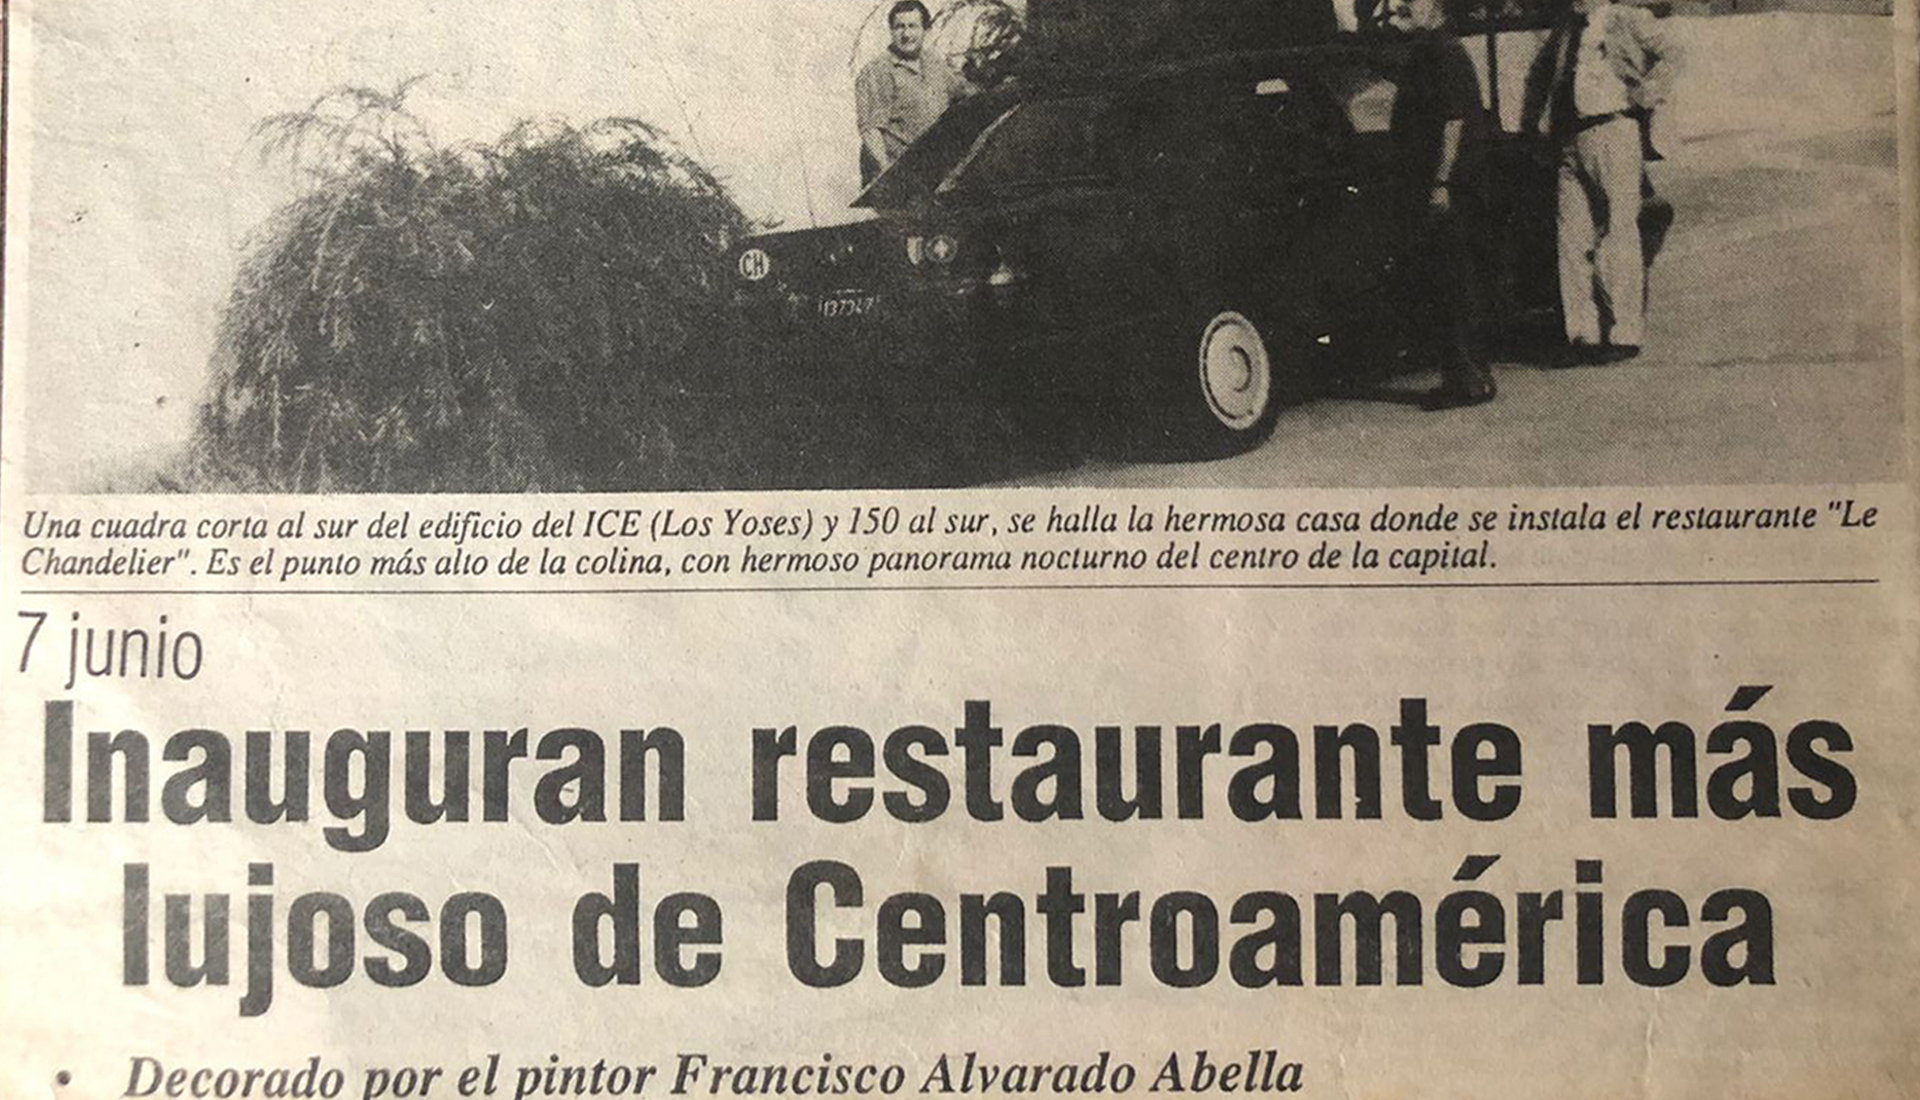 CH
Una cuadra corta al sur del edificio del ICE (Los Yoses) y 150 al sur, se halla la hermosa casa donde se instala el restaurante "Le
Chandelier". Es el punto más alto de la colina, con hermoso panorama nocturno del centro de la capital.
7 junio
Inauguran restaurante más
lujoso de Centroamérica
• Decorado por el pintor Francisco Alvarado Abella